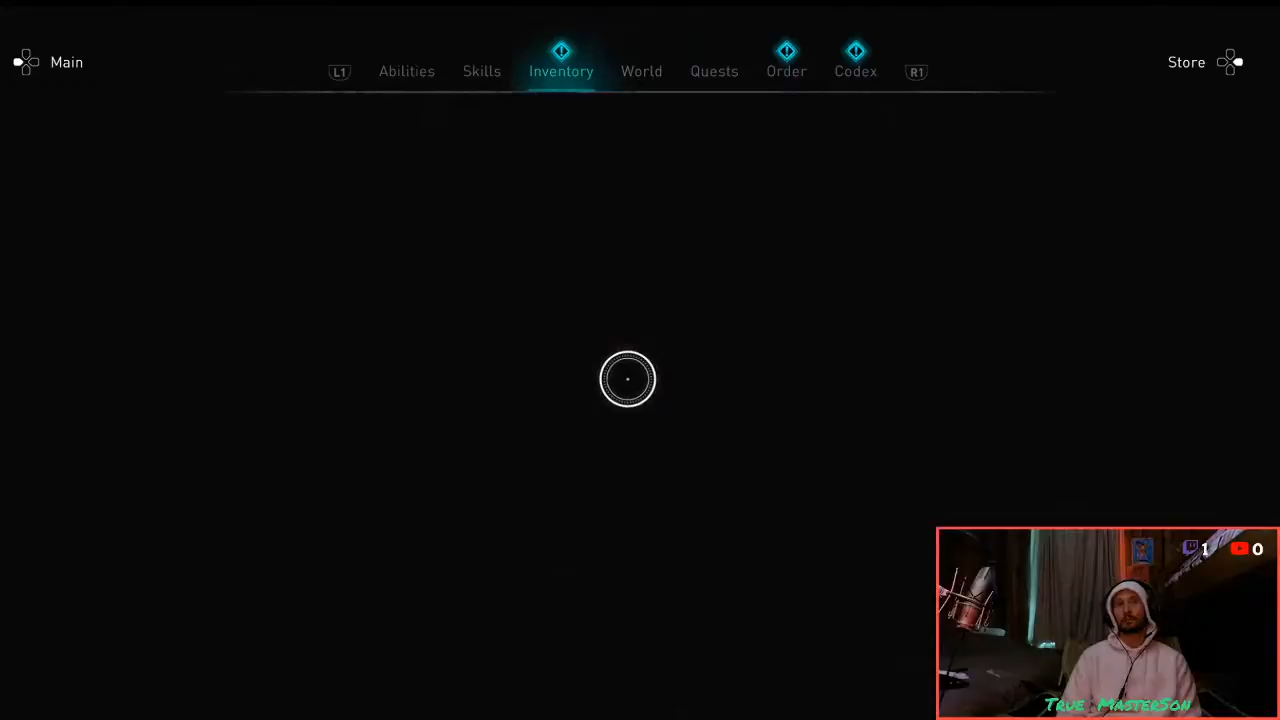 Main
L1 Abilities Skills Inventory World Quests Order Codex R1
Store
1 0
True MasterSon